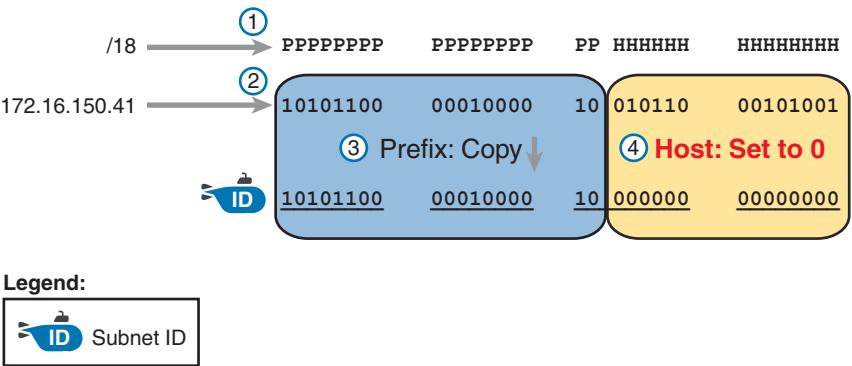 1
/18 PPPPPPPP PPPPPPPP PP HHHHHH HHHHHHHH
2
172.16.150.41 10101100 00010000 10 010110 00101001
3 Prefix: Copy 4 Host: Set to 0
ID 10101100 00010000 10 000000 00000000
Legend:
ID Subnet ID